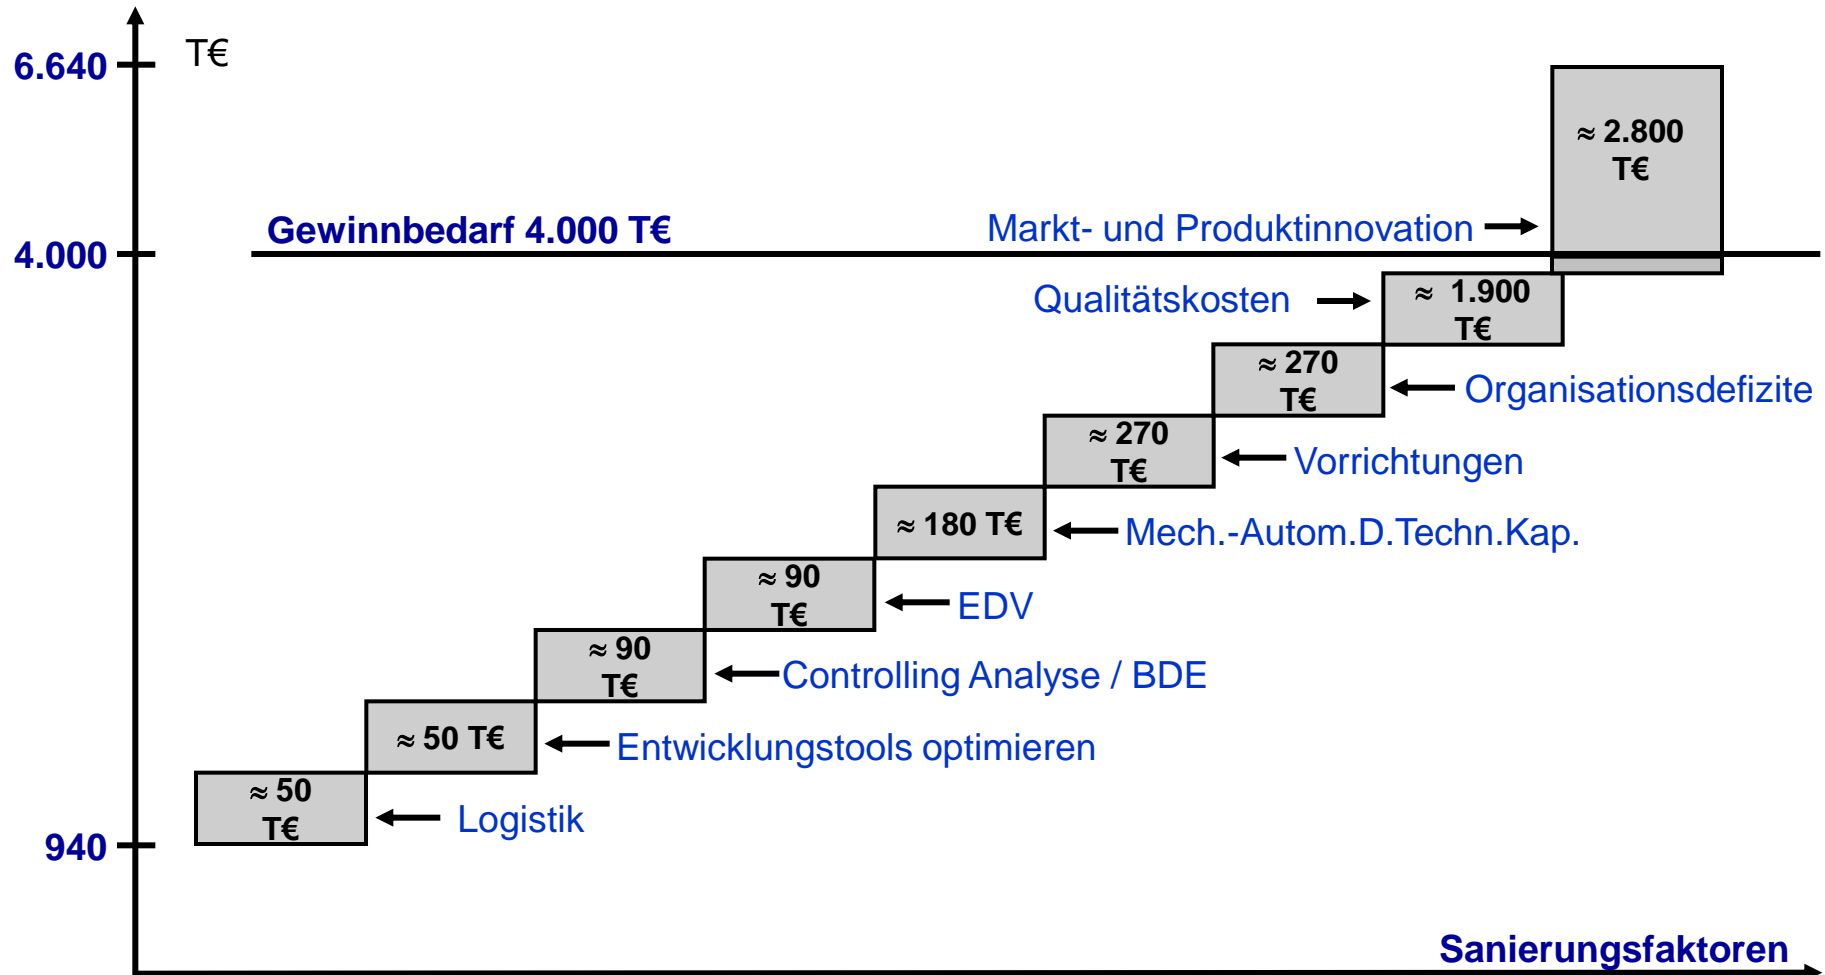 T€
6.640
≈ 2.800
T€
Gewinnbedarf 4.000 T€
Markt- und Produktinnovation
4.000
Qualitätskosten
≈ 1.900
T€
≈ 270
T€
Organisationsdefizite
≈ 270
T€
Vorrichtungen
≈ 180 T€
Mech.-Autom.D.Techn.Kap.
≈ 90
T€
EDV
≈ 90
T€
Controlling Analyse / BDE
≈ 50 T€
Entwicklungstools optimieren
≈ 50
T€
Logistik
940
Sanierungsfaktoren